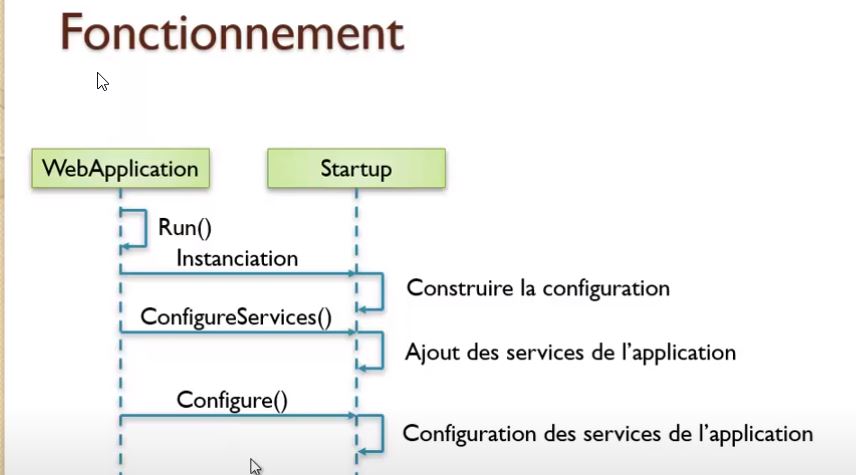 Fonctionnement
WebApplication
Startup
Run()
Instanciation
Construire la configuration
ConfigureServices()
Ajout des services de l'application
Configure()
Configuration des services de l'application